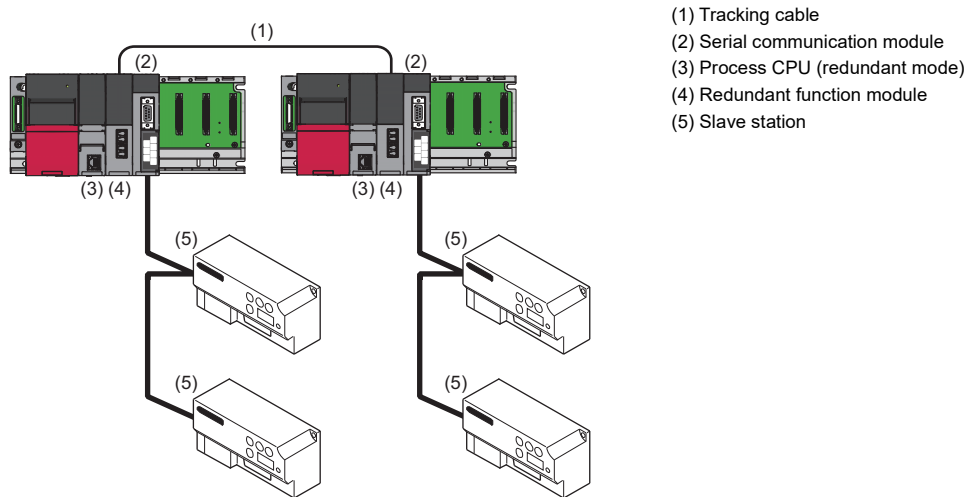 (1)
(2)
(2)
(3) (4)
(3) (4)
(5)
(5)
(5)
(5)
(1) Tracking cable
(2) Serial communication module
(3) Process CPU (redundant mode)
(4) Redundant function module
(5) Slave station